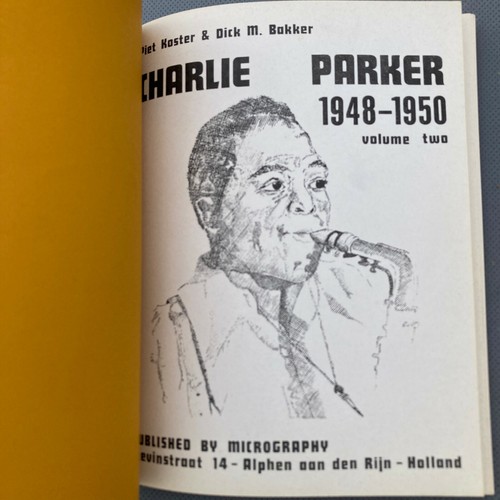 Piet Koster & Dick M. Bakker
CHARLIE PARKER
1948-1950
volume two
PUBLISHED BY MICROGRAPHY
evinstraat 14 - Alphen aan den Rijn - Holland